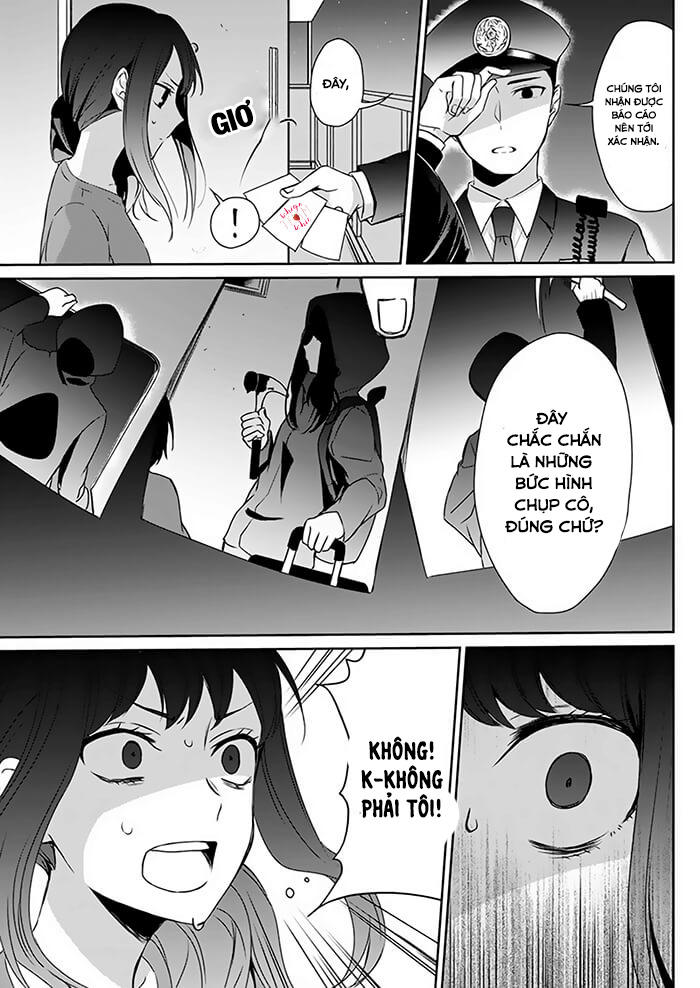 CHÚNG TÔI
NHẬN ĐƯỢC
BÁO CÁO
NÊN TỚI
XÁC NHẬN.
ĐÂY,
GIƠ
!
ĐÂY
CHẮC CHẮN
LÀ NHỮNG
BỨC HÌNH
CHỤP CÔ,
ĐÚNG CHỨ?
KHÔNG!
K-KHÔNG
PHẢI TÔI!